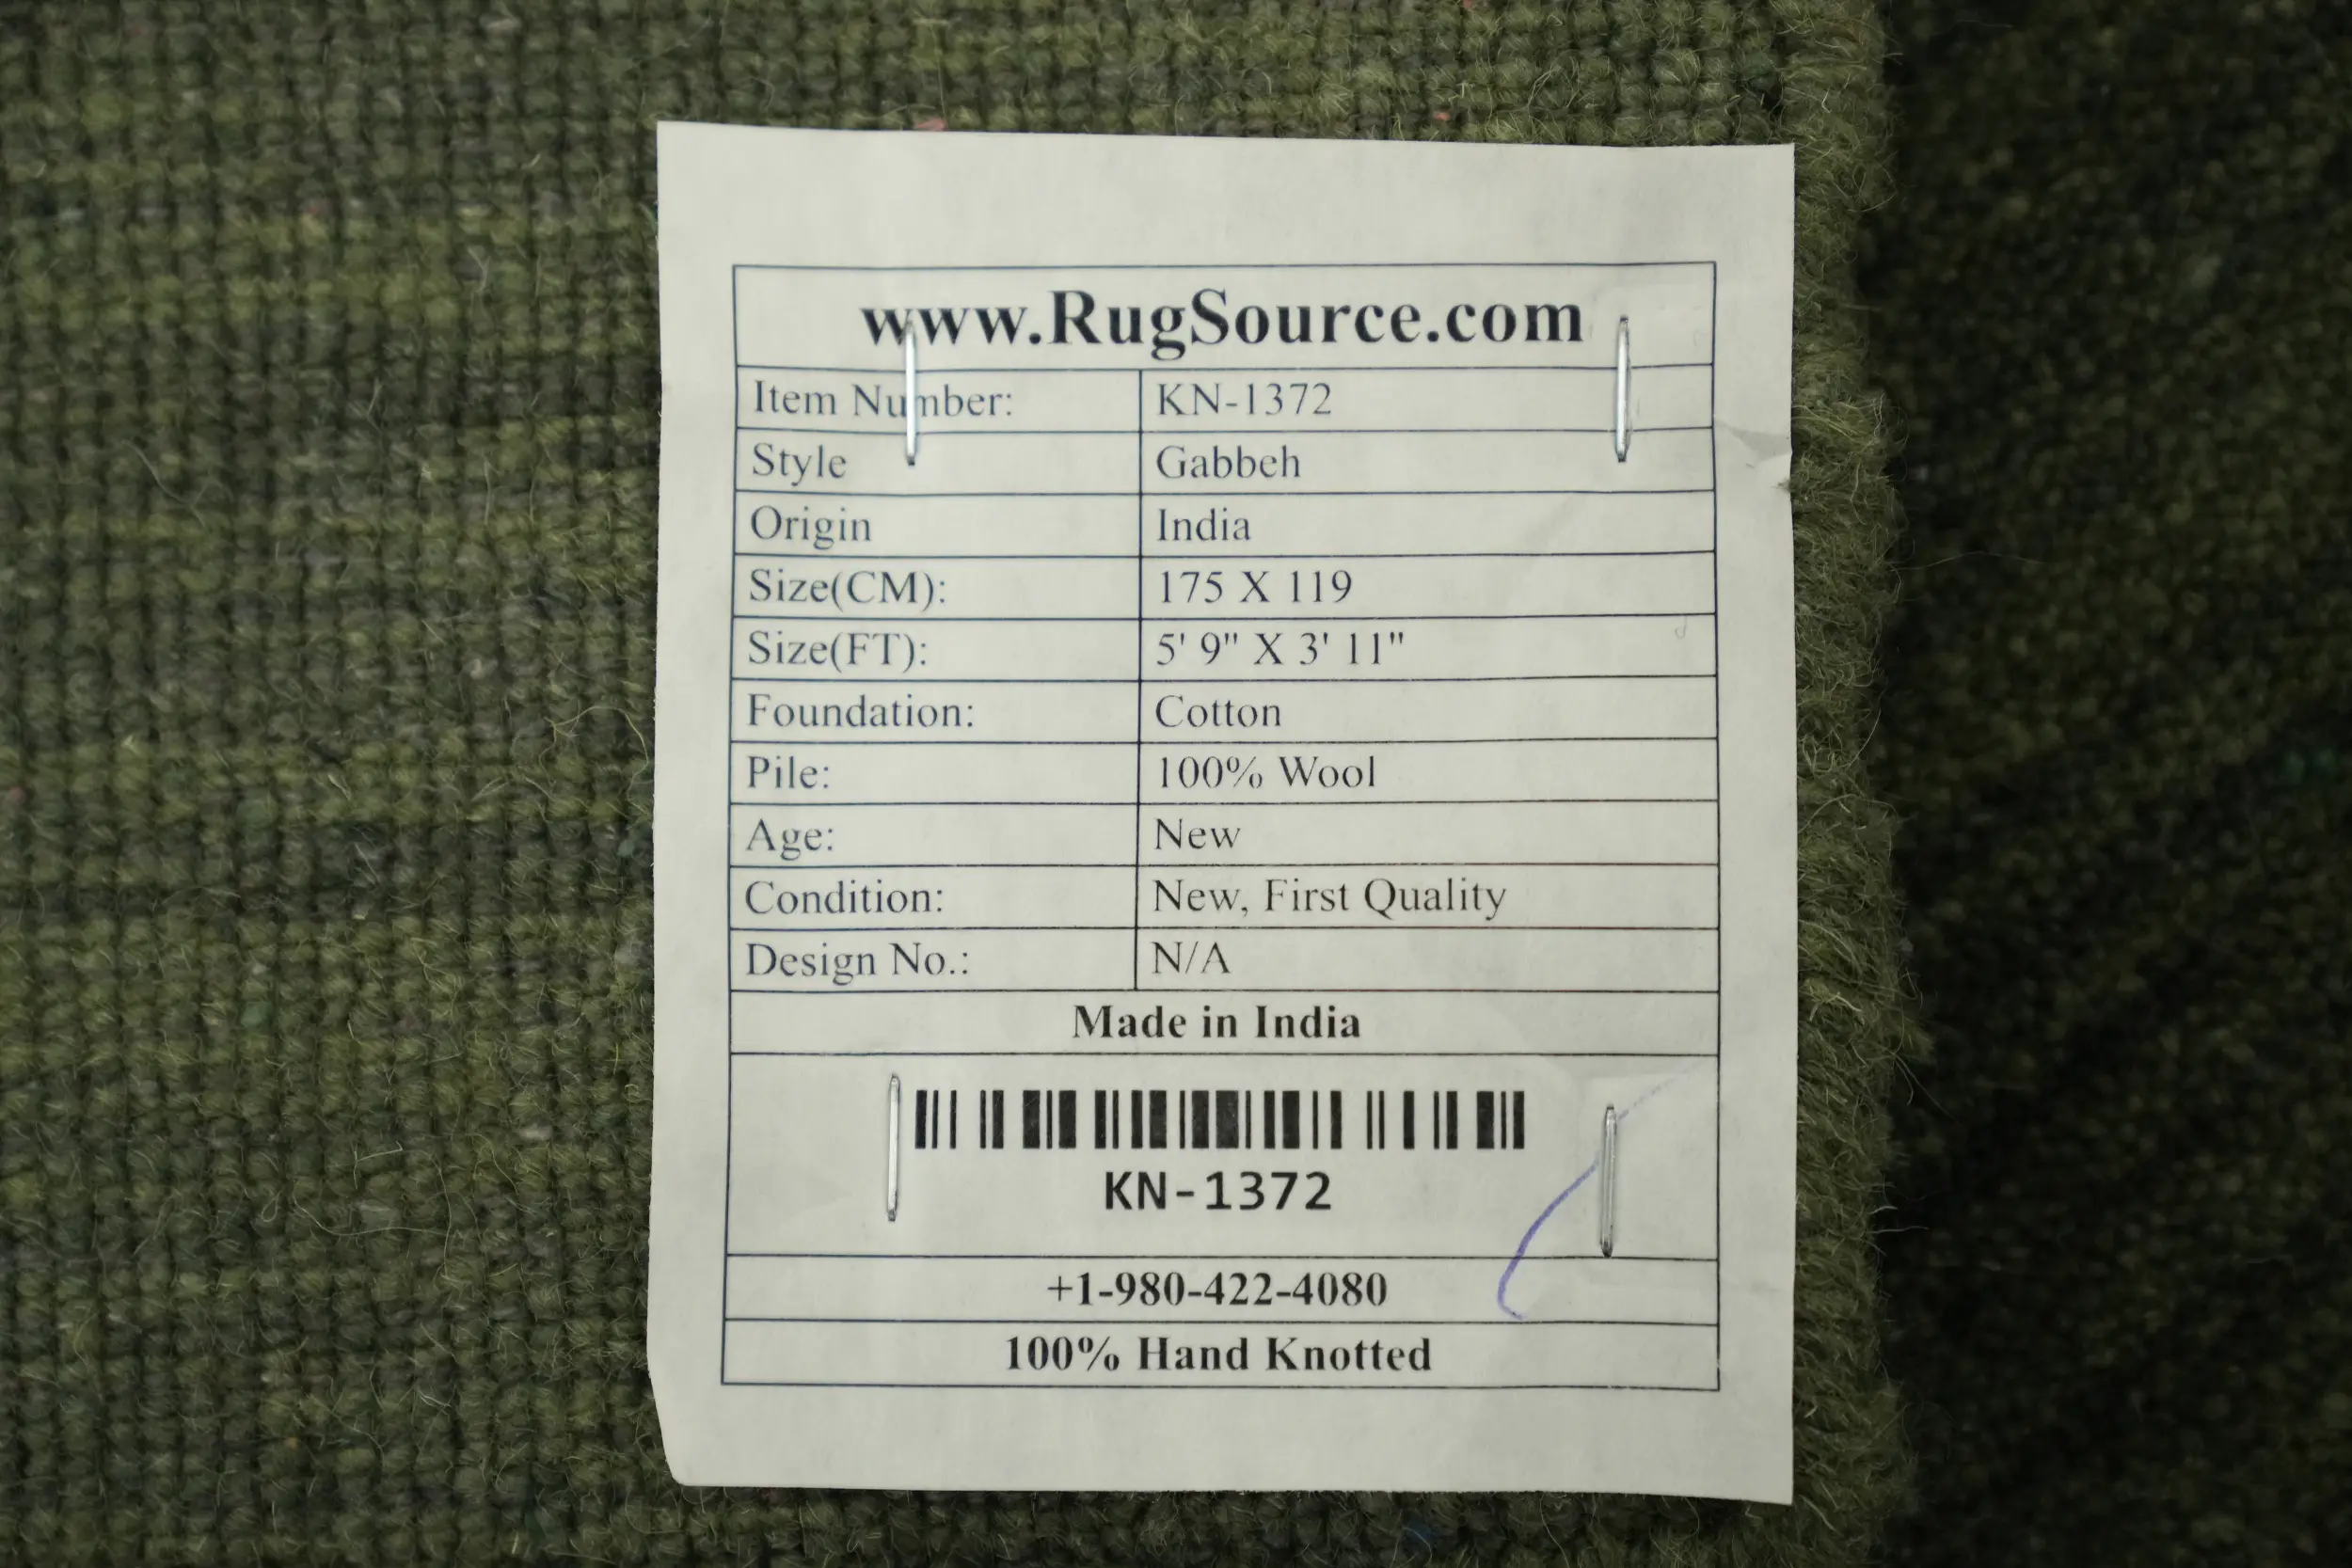 www.RugSource.com
Item Number: KN-1372
Style Gabbeh
Origin India
Size(CM): 175 X 119
Size(FT): 5' 9" X 3' 11"
Foundation: Cotton
Pile: 100% Wool
Age: New
Condition: New, First Quality
Design No.: N/A
Made in India
KN-1372
+1-980-422-4080
100% Hand Knotted